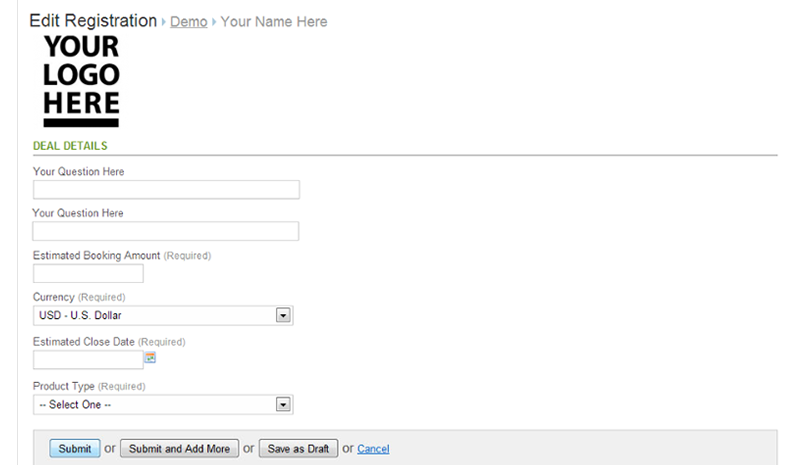 Edit Registration Demo Your Name Here
YOUR
LOGO
HERE
DEAL DETAILS
Your Question Here
Your Question Here
Estimated Booking Amount (Required)
Currency (Required)
USD - U.S. Dollar
Estimated Close Date (Required)
Product Type (Required)
-- Select One --
Submit or Submit and Add More or Save as Draft or Cancel